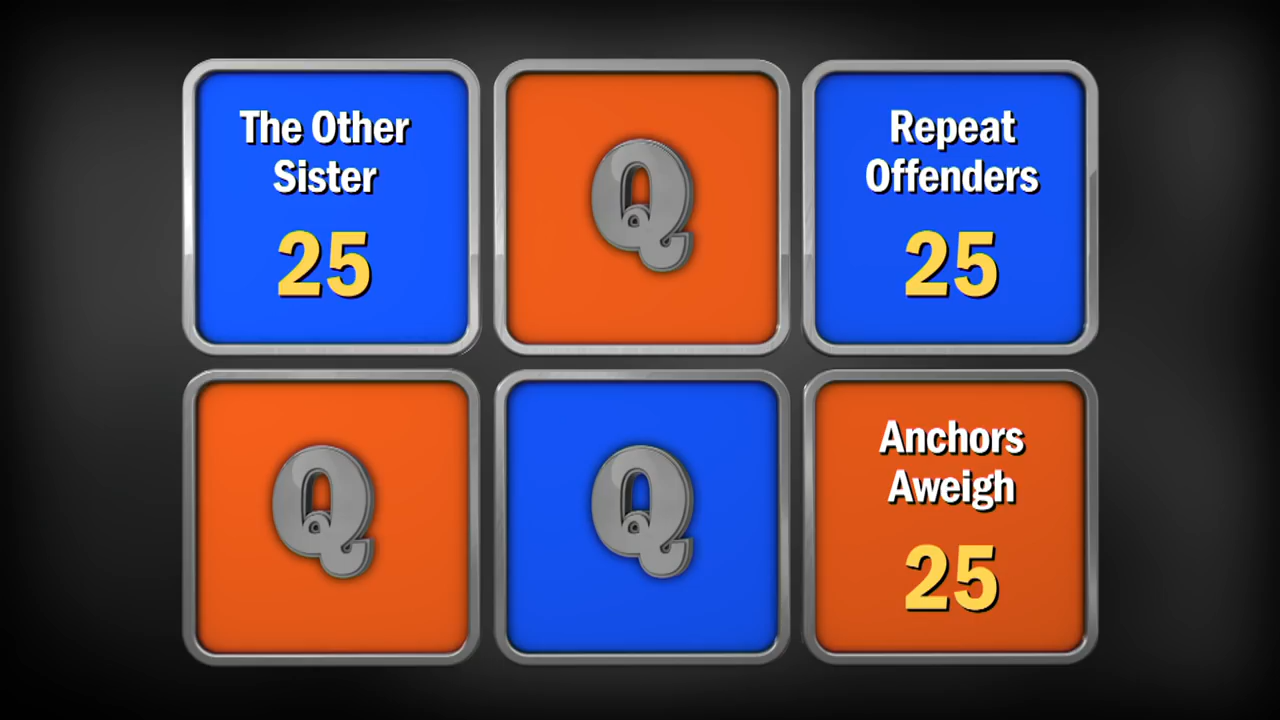 The Other
Sister
25
Q
Repeat
Offenders
25
Q
Q
Anchors
Aweigh
25